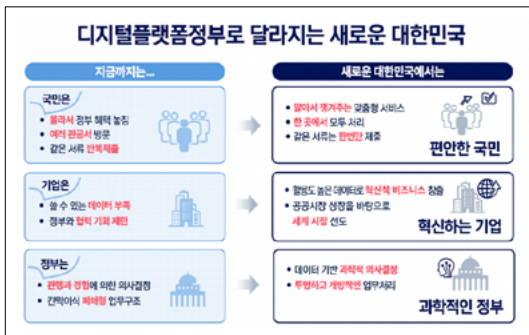 디지털플랫폼정부로 달라지는 새로운 대한민국
지금까지는...
새로운 대한민국에서는
국민은
• 몰라서 정부 혜택 놓침
• 여러 관공서 방문
• 같은 서류 반복제출
• 알아서 챙겨주는 맞춤형 서비스
• 한 곳에서 모두 처리
• 같은 서류는 한번만 제출
편안한 국민
기업은
• 쓸 수 있는 데이터 부족
• 정부와 협력 기회 제한
• 활용도 높은 데이터로 혁신적 비즈니스 창출
• 공공시장 성장을 바탕으로
세계 시장 선도
혁신하는 기업
정부는
• 관행과 경험에 의한 의사결정
• 칸막이식 폐쇄형 업무구조
• 데이터 기반 과학적 의사결정
• 투명하고 개방적인 업무처리
과학적인 정부